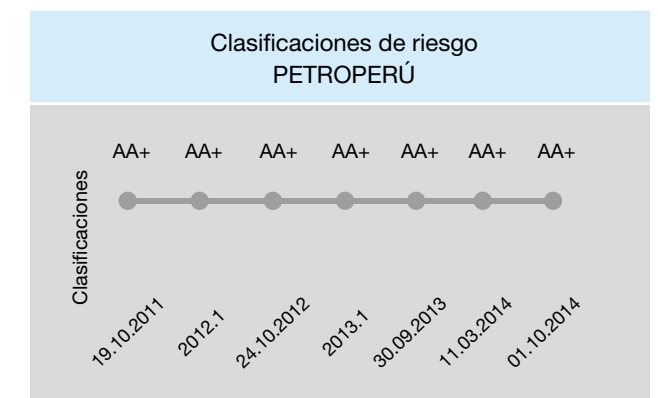 Clasificaciones de riesgo
PETROPERÚ
AA+ AA+ AA+ AA+ AA+ AA+ AA+
Clasificaciones
19.10.2011 2012.1 24.10.2012 2013.1 30.09.2013 11.03.2014 01.10.2014